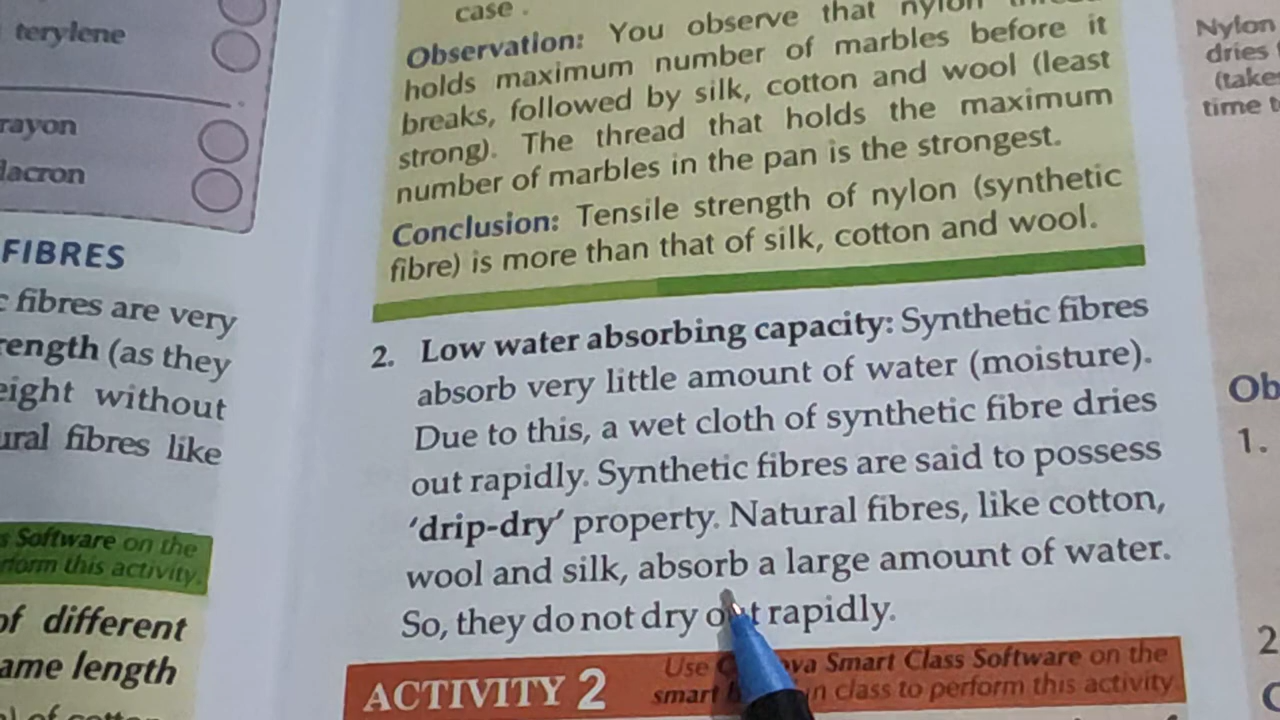 terylene
rayon
dacron
FIBRES
fibres are very
(as they
without
fibres like
Software on the
this activity.
of different
length
case .
Observation: You observe that nylon
holds maximum number of marbles before it
breaks, followed by silk, cotton and wool (least
strong). The thread that holds the maximum
number of marbles in the pan is the strongest.
Conclusion: Tensile strength of nylon (synthetic
fibre) is more than that of silk, cotton and wool.
2. Low water absorbing capacity: Synthetic fibres
absorb very little amount of water (moisture).
Due to this, a wet cloth of synthetic fibre dries
out rapidly. Synthetic fibres are said to possess
'drip-dry' property. Natural fibres, like cotton,
wool and silk, absorb a large amount of water.
So, they do not dry out rapidly.
ACTIVITY 2
Use Smart Class Software on the
smart in class to perform this activity
Nylon
dries
time
1.
2